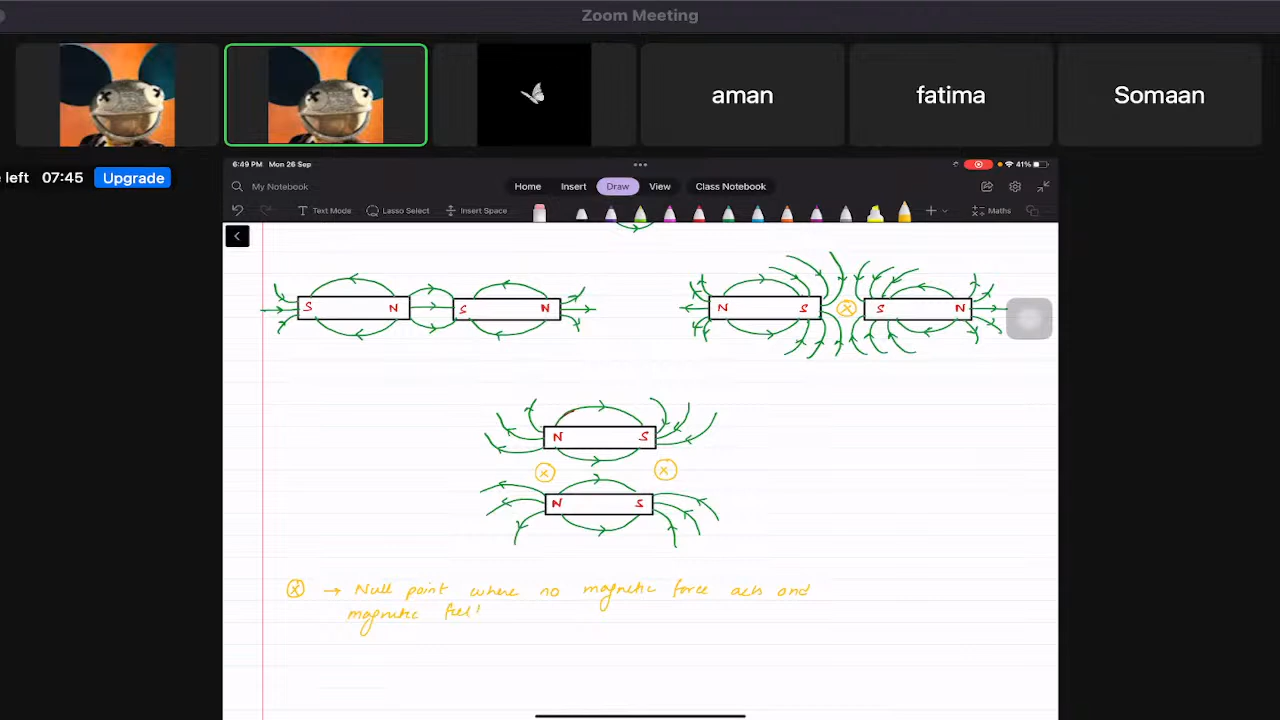 Zoom Meeting
aman
fatima
Somaan
e left 07:45 Upgrade
6:49 PM Mon 26 Sep
41%
My Notebook
Home Insert Draw View Class Notebook
Text Mode Lasso Select Insert Space Maths
S N S N
N S S N
N S
N S
→ Null point where no magnetic force acts and
magnetic